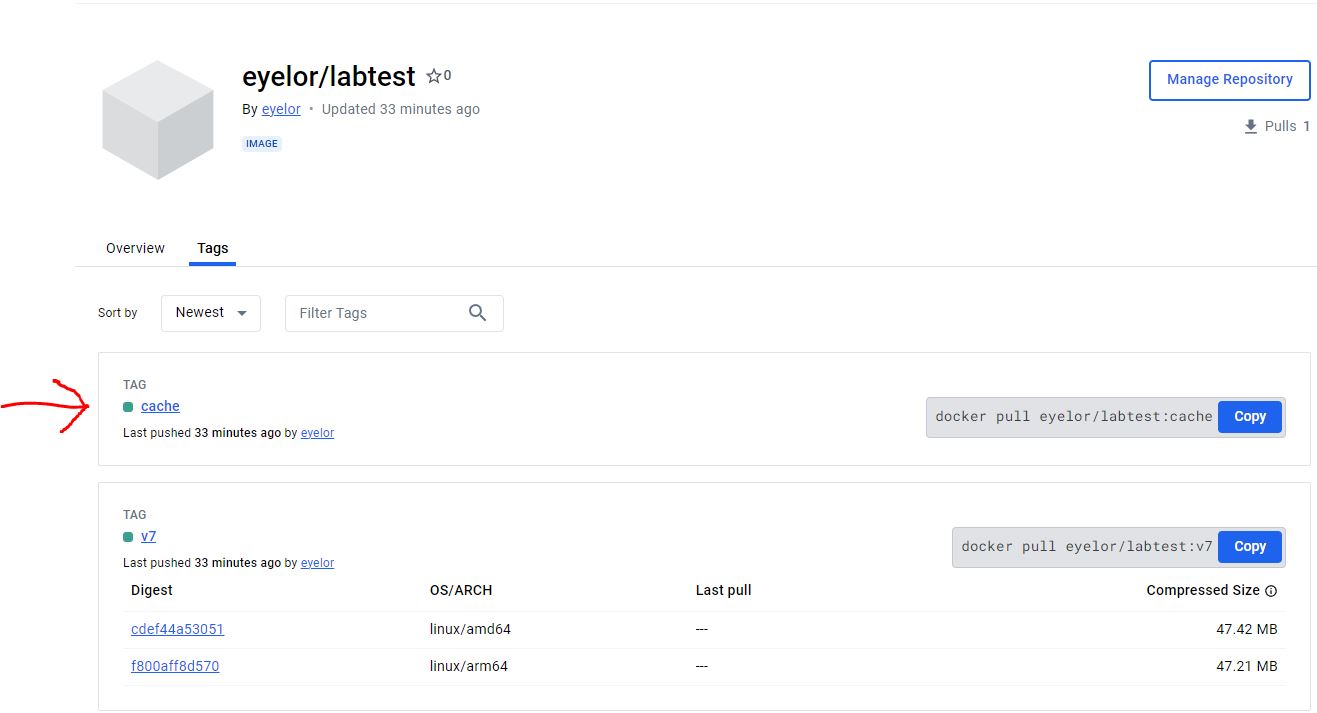 eyelor/labtest ☆0
By eyelor • Updated 33 minutes ago
IMAGE
Manage Repository
Pulls 1
Overview Tags
Sort by Newest Filter Tags
TAG
cache
Last pushed 33 minutes ago by eyelor
docker pull eyelor/labtest:cache Copy
TAG
v7
Last pushed 33 minutes ago by eyelor
docker pull eyelor/labtest:v7 Copy
Digest OS/ARCH Last pull Compressed Size
cdef44a53051 linux/amd64 --- 47.42 MB
f800aff8d570 linux/arm64 --- 47.21 MB